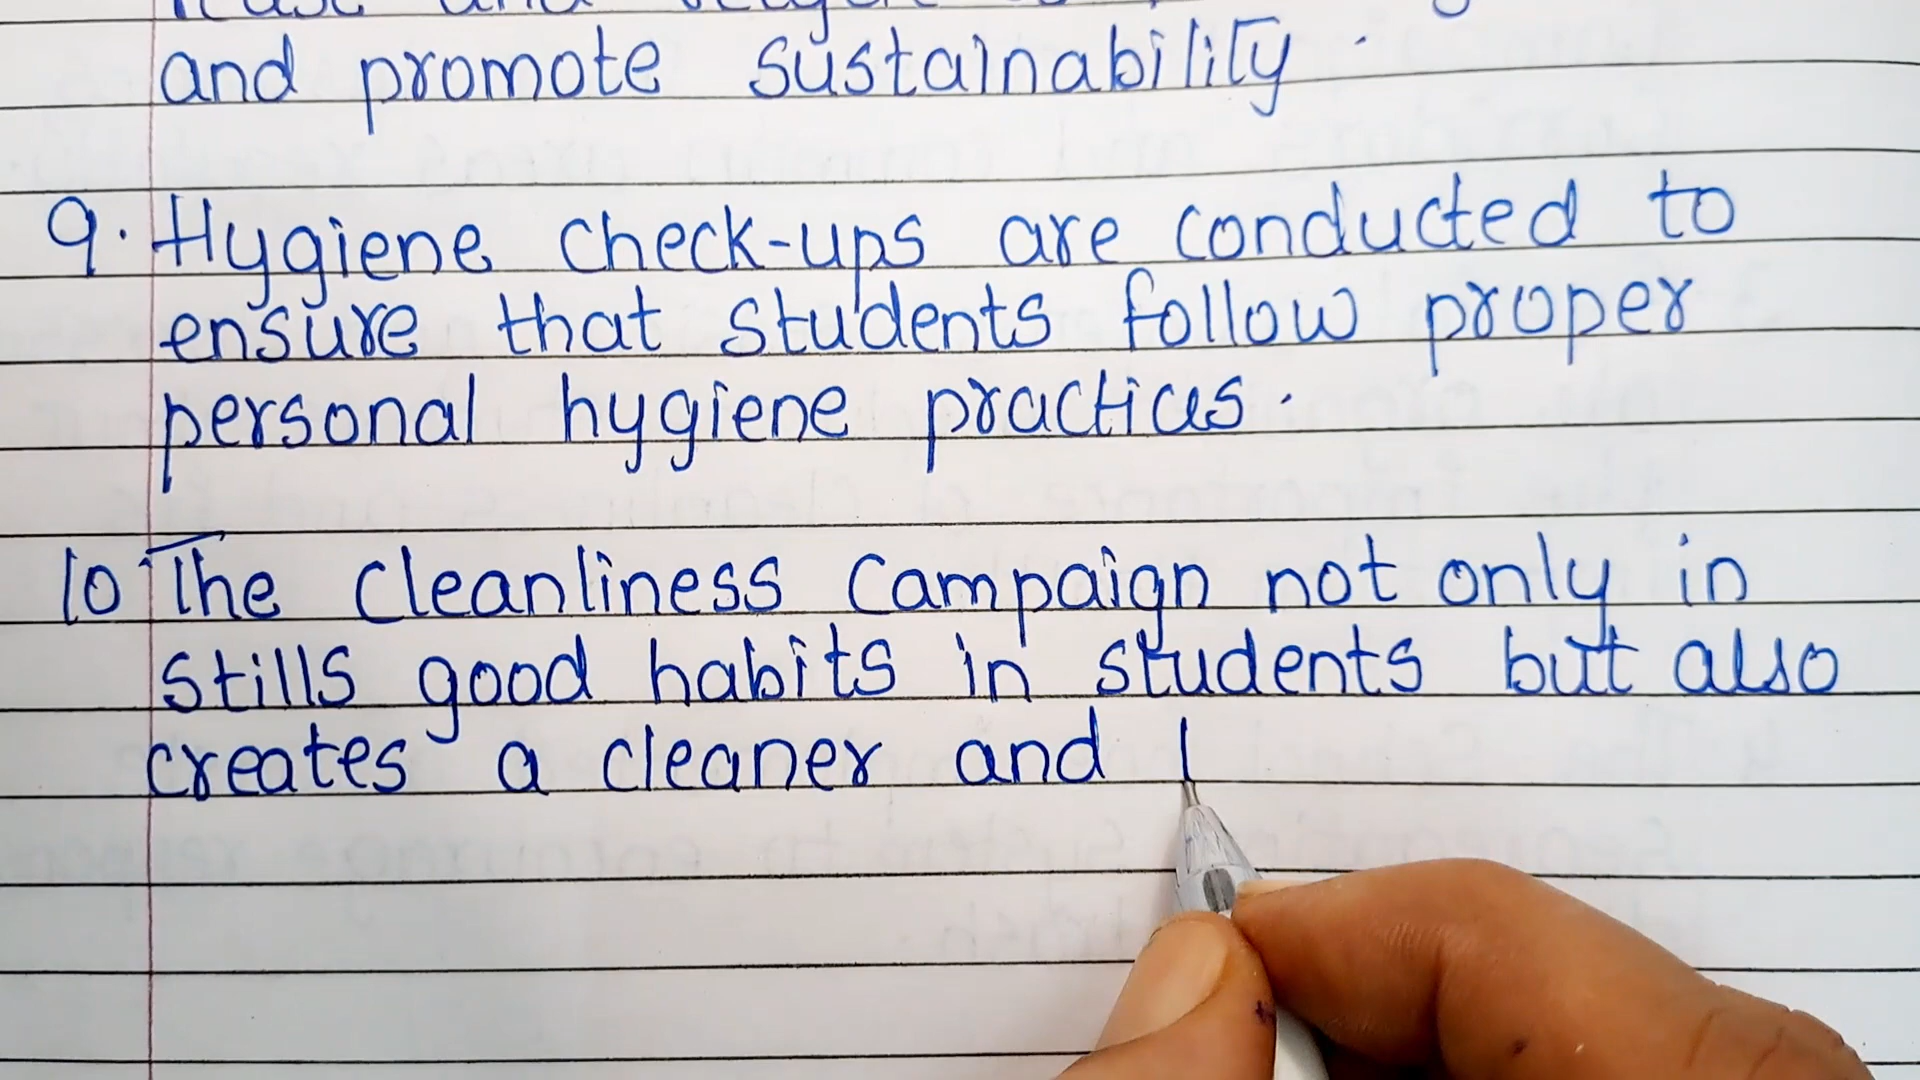 and promote sustainability.
9. Hygiene check-ups are conducted to
ensure that students follow proper
personal hygiene practices.
10. The cleanliness campaign not only in
stills good habits in students but also
creates a cleaner and